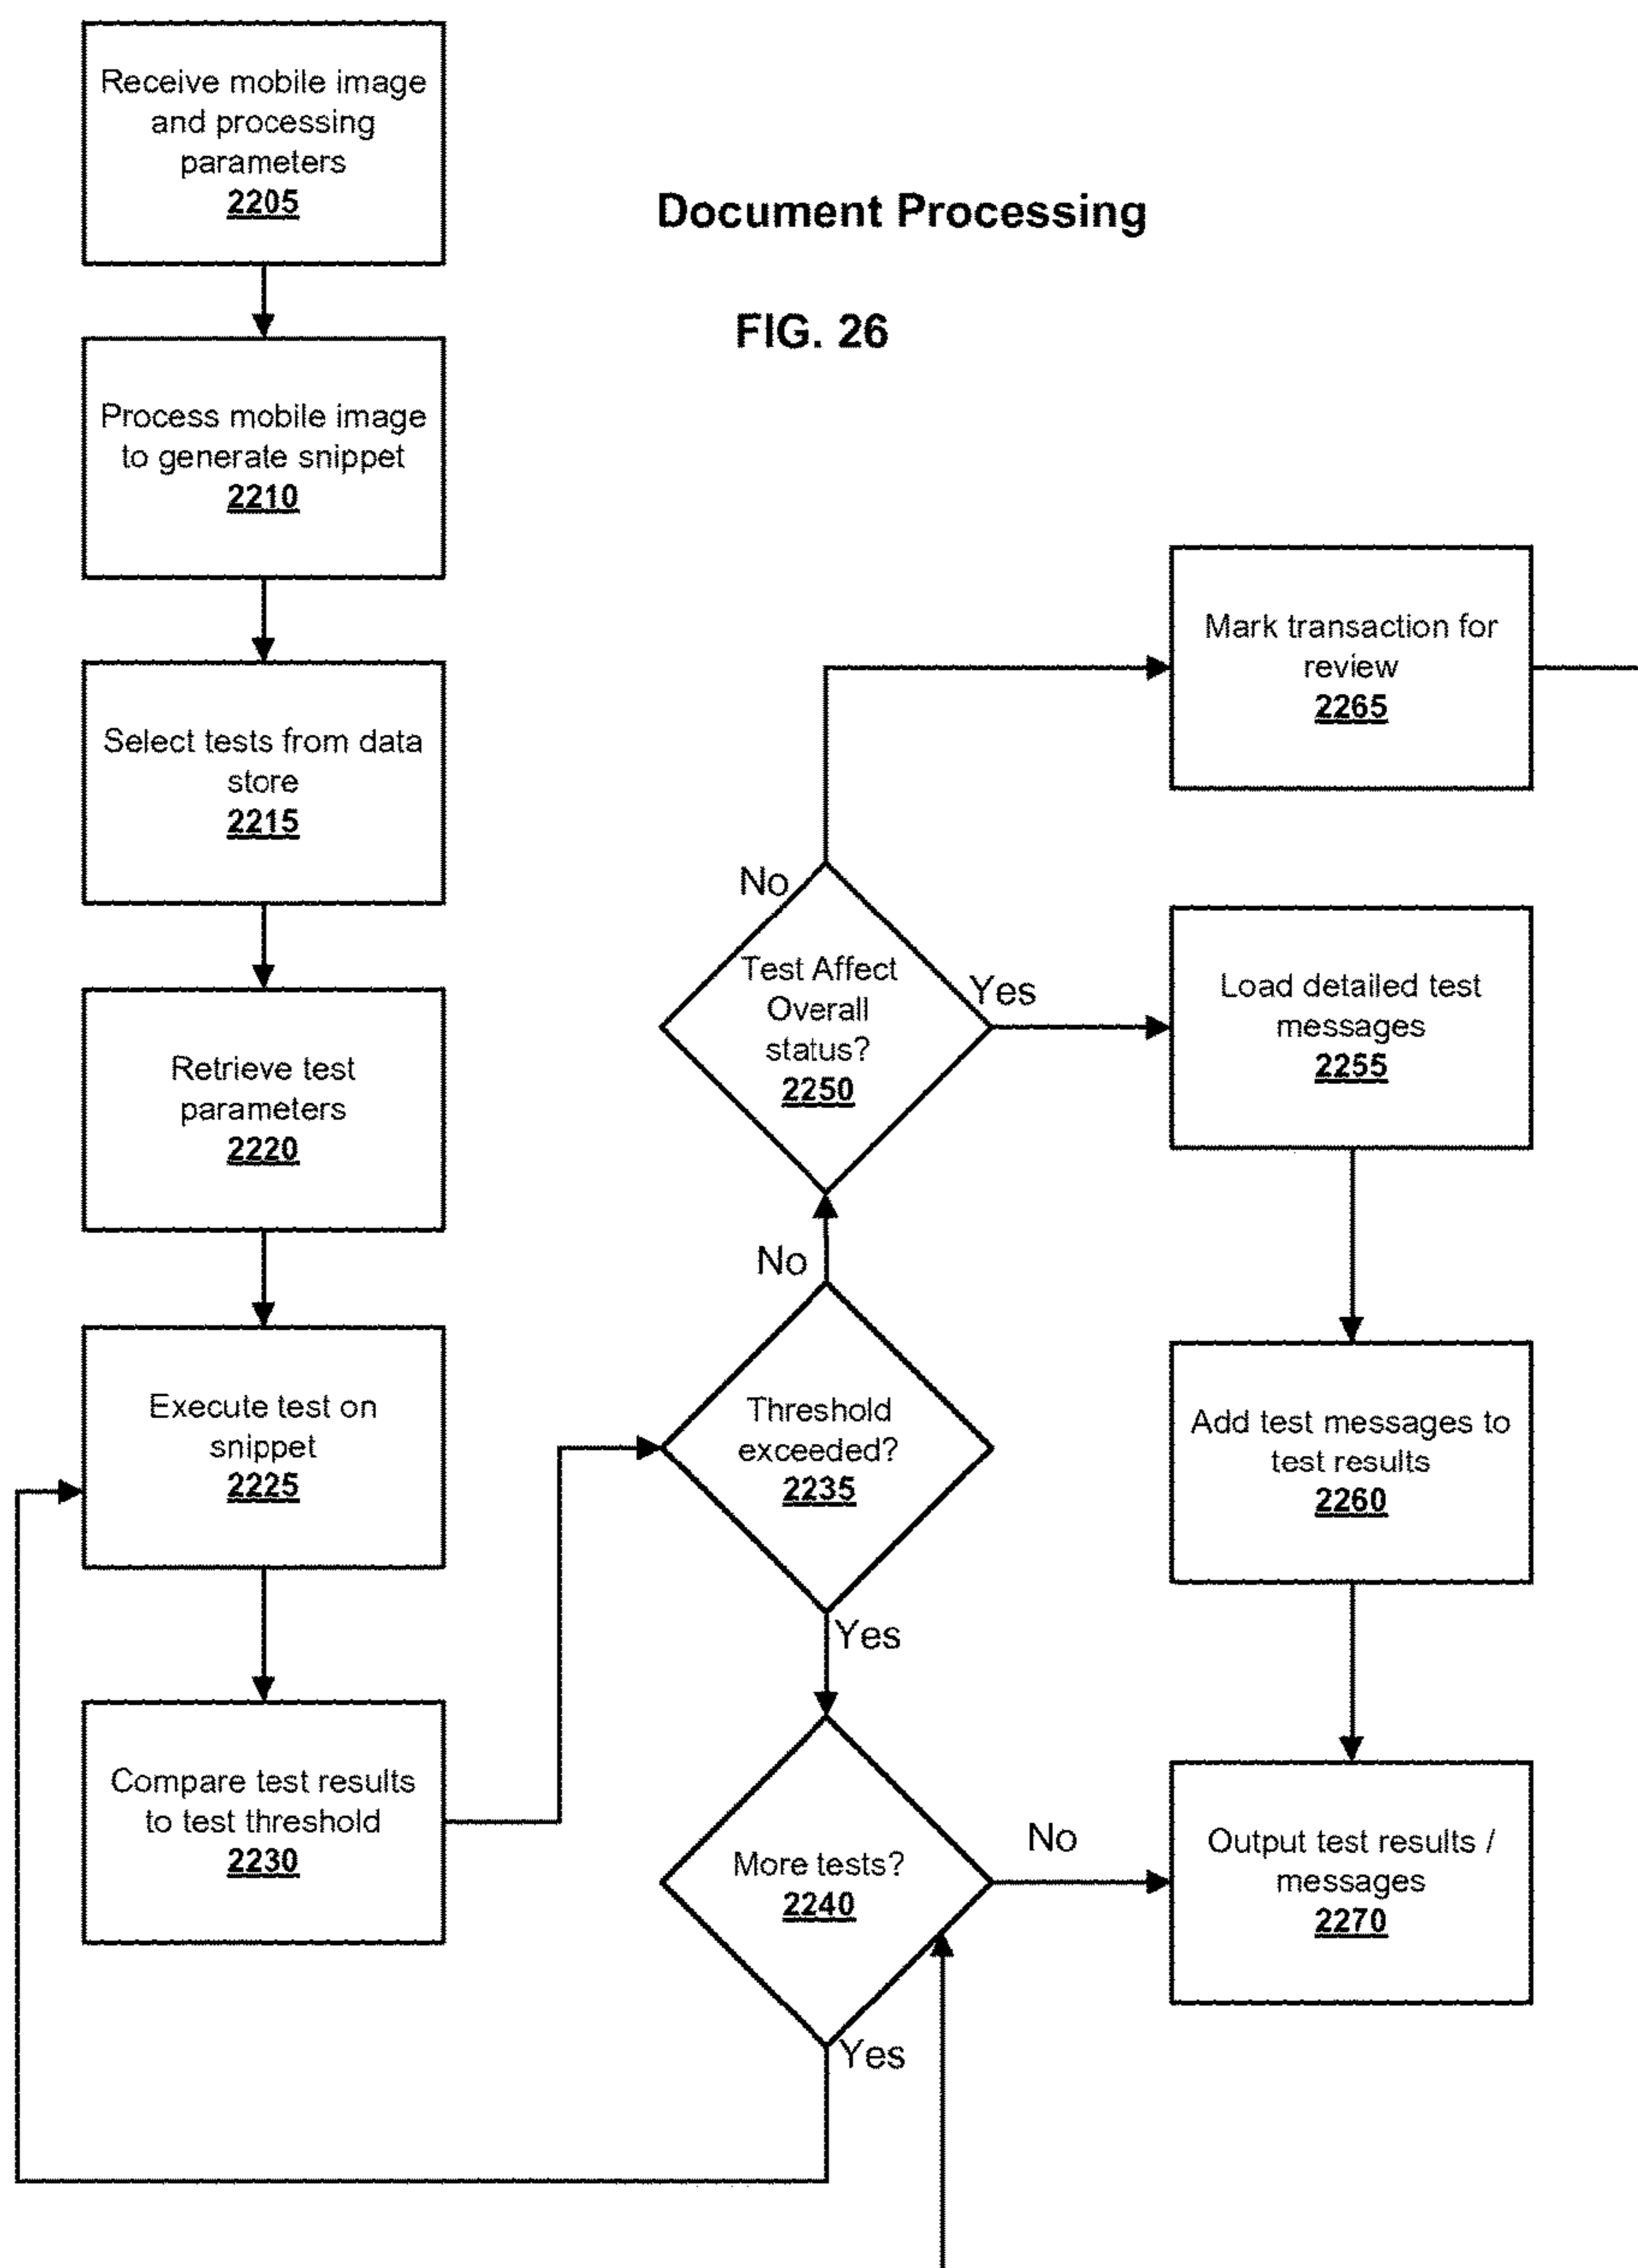 Receive mobile image
and processing
parameters
2205
Document Processing
FIG. 26
Process mobile image
to generate snippet
2210
Select tests from data
store
2215
Retrieve test
parameters
2220
Execute test on
snippet
2225
Compare test results
to test threshold
2230
Threshold
exceeded?
2235
No
Yes
Test Affect
Overall
status?
2250
No
Yes
Mark transaction for
review
2265
Load detailed test
messages
2255
Add test messages to
test results
2260
More tests?
2240
No
Yes
Output test results /
messages
2270